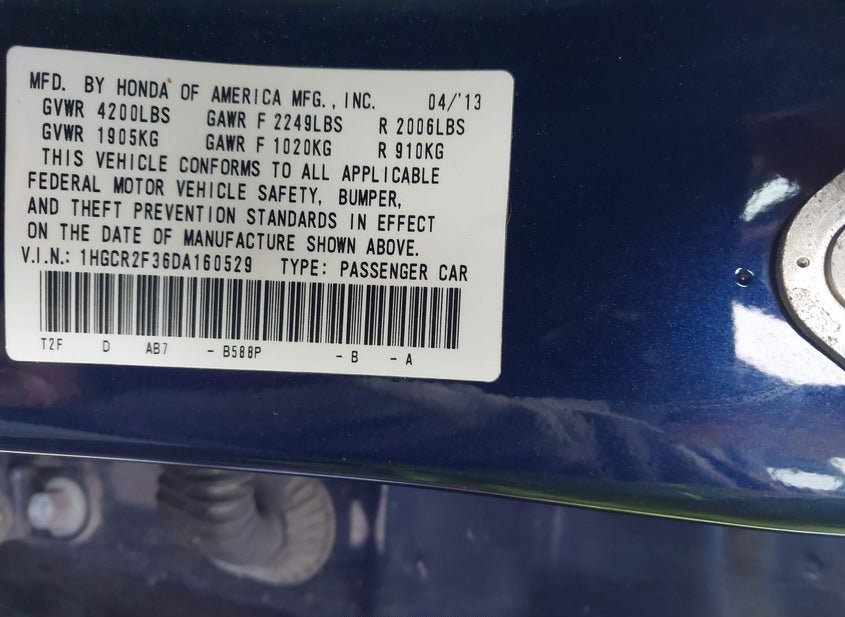 MFD. BY HONDA OF AMERICA MFG., INC. 04/'13
GVWR 4200LBS GAWR F 2249LBS R 2006LBS
GVWR 1905KG GAWR F 1020KG R 910KG
THIS VEHICLE CONFORMS TO ALL APPLICABLE
FEDERAL MOTOR VEHICLE SAFETY, BUMPER,
AND THEFT PREVENTION STANDARDS IN EFFECT
ON THE DATE OF MANUFACTURE SHOWN ABOVE.
V.I.N.: 1HGCR2F36DA160529 TYPE: PASSENGER CAR
T2F D AB7 - B588P - B - A